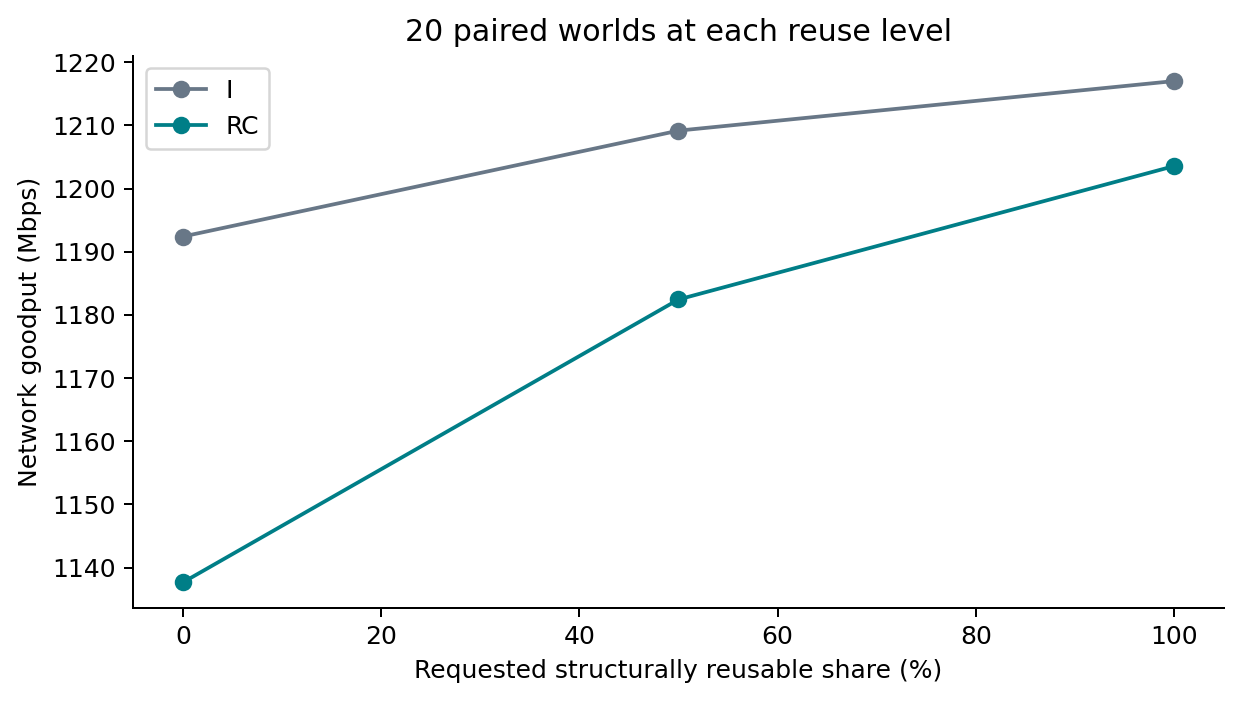 20 paired worlds at each reuse level
I
RC
Network goodput (Mbps)
1220
1210
1200
1190
1180
1170
1160
1150
1140
0 20 40 60 80 100
Requested structurally reusable share (%)